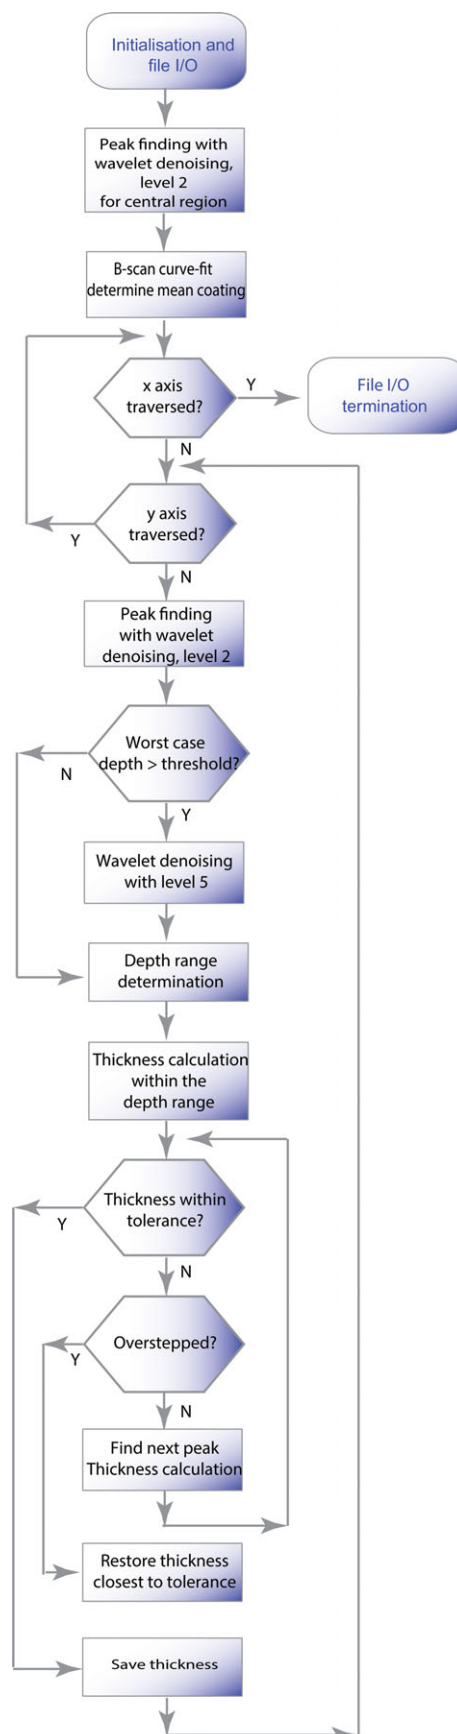 Initialisation and
file I/O
Peak finding with
wavelet denoising,
level 2
for central region
B-scan curve-fit
determine mean coating
x axis
traversed?
Y
File I/O
termination
N
y axis
traversed?
Y
N
Peak finding
with wavelet
denoising, level 2
Worst case
depth > threshold?
N
Y
Wavelet denoising
with level 5
Depth range
determination
Thickness calculation
within the
depth range
Thickness within
tolerance?
Y
N
Overstepped?
Y
N
Find next peak
Thickness calculation
Restore thickness
closest to tolerance
Save thickness